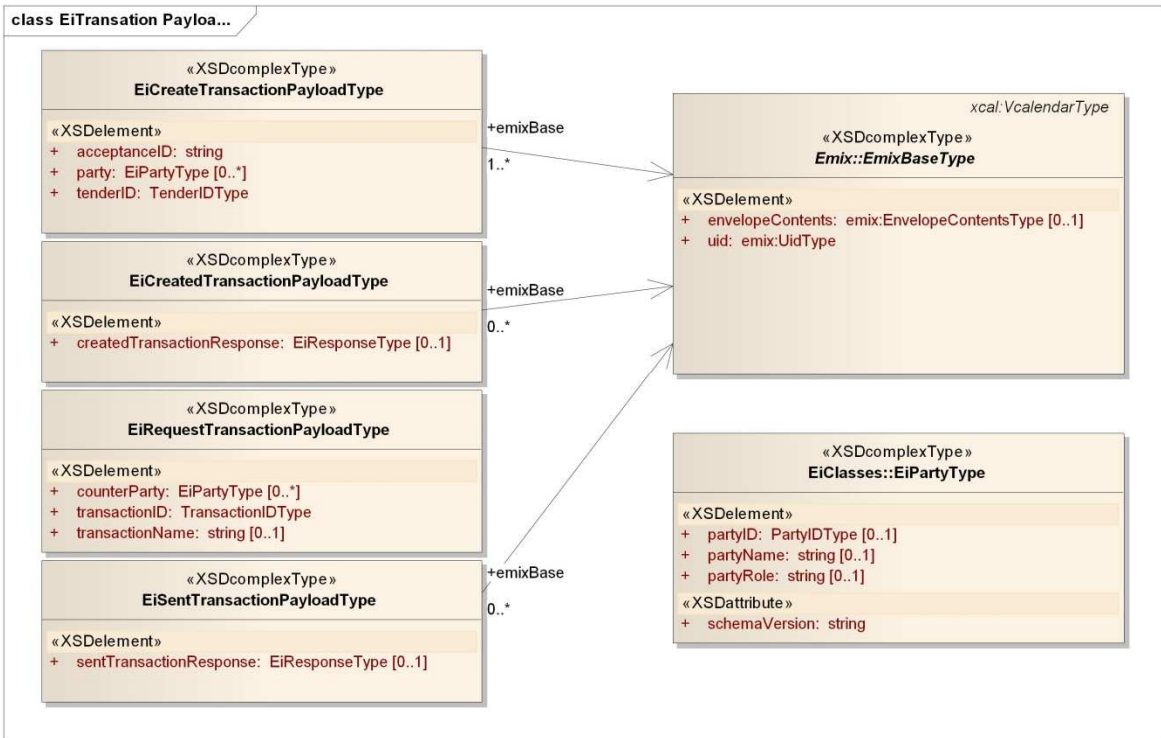 class EiTransation Payloa...
«XSDcomplexType»
EiCreateTransactionPayloadType
«XSDelement»
+ acceptanceID: string
+ party: EiPartyType [0..*]
+ tenderID: TenderIDType
+emixBase
1..*
«XSDcomplexType»
EiCreatedTransactionPayloadType
«XSDelement»
+ createdTransactionResponse: EiResponseType [0..1]
+emixBase
0..*
«XSDcomplexType»
EiRequestTransactionPayloadType
«XSDelement»
+ counterParty: EiPartyType [0..*]
+ transactionID: TransactionIDType
+ transactionName: string [0..1]
«XSDcomplexType»
EiSentTransactionPayloadType
«XSDelement»
+ sentTransactionResponse: EiResponseType [0..1]
+emixBase
0..*
xcal:VcalendarType
«XSDcomplexType»
Emix::EmixBaseType
«XSDelement»
+ envelopeContents: emix:EnvelopeContentsType [0..1]
+ uid: emix:UidType
«XSDcomplexType»
EiClasses::EiPartyType
«XSDelement»
+ partyID: PartyIDType [0..1]
+ partyName: string [0..1]
+ partyRole: string [0..1]
«XSDattribute»
+ schemaVersion: string